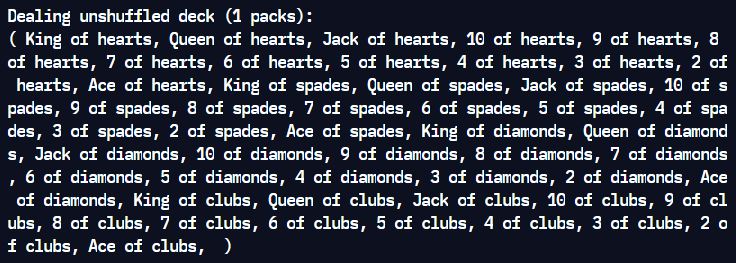 Dealing unshuffled deck (1 packs):
( King of hearts, Queen of hearts, Jack of hearts, 10 of hearts, 9 of hearts, 8
of hearts, 7 of hearts, 6 of hearts, 5 of hearts, 4 of hearts, 3 of hearts, 2 of
 hearts, Ace of hearts, King of spades, Queen of spades, Jack of spades, 10 of s
pades, 9 of spades, 8 of spades, 7 of spades, 6 of spades, 5 of spades, 4 of spa
des, 3 of spades, 2 of spades, Ace of spades, King of diamonds, Queen of diamond
s, Jack of diamonds, 10 of diamonds, 9 of diamonds, 8 of diamonds, 7 of diamonds
, 6 of diamonds, 5 of diamonds, 4 of diamonds, 3 of diamonds, 2 of diamonds, Ace
 of diamonds, King of clubs, Queen of clubs, Jack of clubs, 10 of clubs, 9 of cl
ubs, 8 of clubs, 7 of clubs, 6 of clubs, 5 of clubs, 4 of clubs, 3 of clubs, 2 o
f clubs, Ace of clubs,  )